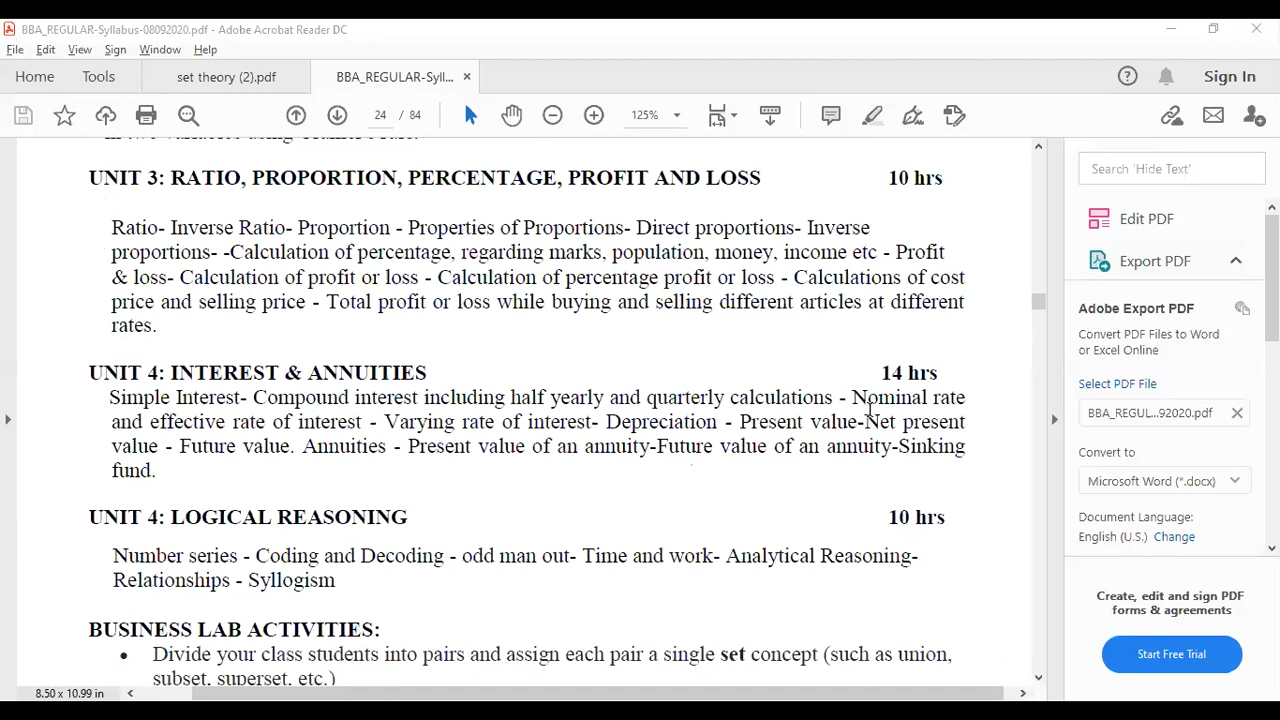 BBA_REGULAR-Syllabus-08092020.pdf - Adobe Acrobat Reader DC
File Edit View Sign Window Help
Home Tools set theory (2).pdf BBA_REGULAR-Syll... × Sign In
24 / 84 125%
UNIT 3: RATIO, PROPORTION, PERCENTAGE, PROFIT AND LOSS 10 hrs
Ratio- Inverse Ratio- Proportion - Properties of Proportions- Direct proportions- Inverse
proportions- -Calculation of percentage, regarding marks, population, money, income etc - Profit
& loss- Calculation of profit or loss - Calculation of percentage profit or loss - Calculations of cost
price and selling price - Total profit or loss while buying and selling different articles at different
rates.
UNIT 4: INTEREST & ANNUITIES 14 hrs
Simple Interest- Compound interest including half yearly and quarterly calculations - Nominal rate
and effective rate of interest - Varying rate of interest- Depreciation - Present value-Net present
value - Future value. Annuities - Present value of an annuity-Future value of an annuity-Sinking
fund.
UNIT 4: LOGICAL REASONING 10 hrs
Number series - Coding and Decoding - odd man out- Time and work- Analytical Reasoning-
Relationships - Syllogism
BUSINESS LAB ACTIVITIES:
• Divide your class students into pairs and assign each pair a single set concept (such as union,
subset, superset, etc.)
8.50 x 10.99 in
Search 'Hide Text'
Edit PDF
Export PDF
Adobe Export PDF
Convert PDF Files to Word
or Excel Online
Select PDF File
BBA_REGUL...92020.pdf
Convert to
Microsoft Word (*.docx)
Document Language:
English (U.S.) Change
Create, edit and sign PDF
forms & agreements
Start Free Trial